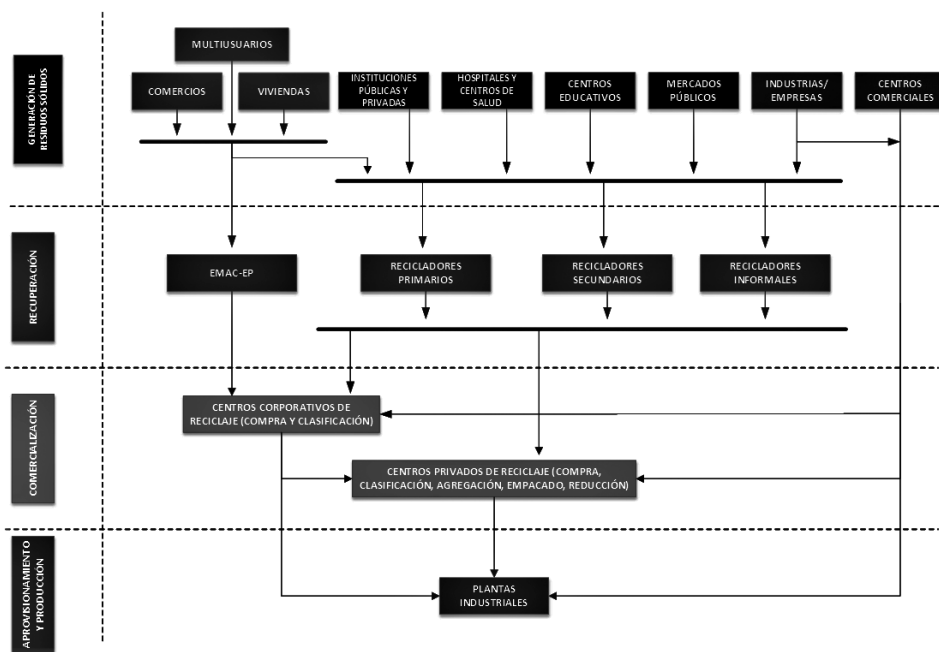 GENERACIÓN DE
RESIDUOS SÓLIDOS
MULTIUSUARIOS
COMERCIOS
VIVIENDAS
INSTITUCIONES
PÚBLICAS Y
PRIVADAS
HOSPITALES Y
CENTROS DE
SALUD
CENTROS
EDUCATIVOS
MERCADOS
PÚBLICOS
INDUSTRIAS/
EMPRESAS
CENTROS
COMERCIALES
RECUPERACIÓN
EMAC-EP
RECICLADORES
PRIMARIOS
RECICLADORES
SECUNDARIOS
RECICLADORES
INFORMALES
COMERCIALIZACIÓN
CENTROS CORPORATIVOS DE
RECICLAJE (COMPRA Y CLASIFICACIÓN)
CENTROS PRIVADOS DE RECICLAJE (COMPRA,
CLASIFICACIÓN, AGREGACIÓN, EMPACADO, REDUCCIÓN)
APROVISIONAMIENTO
Y PRODUCCIÓN
PLANTAS
INDUSTRIALES